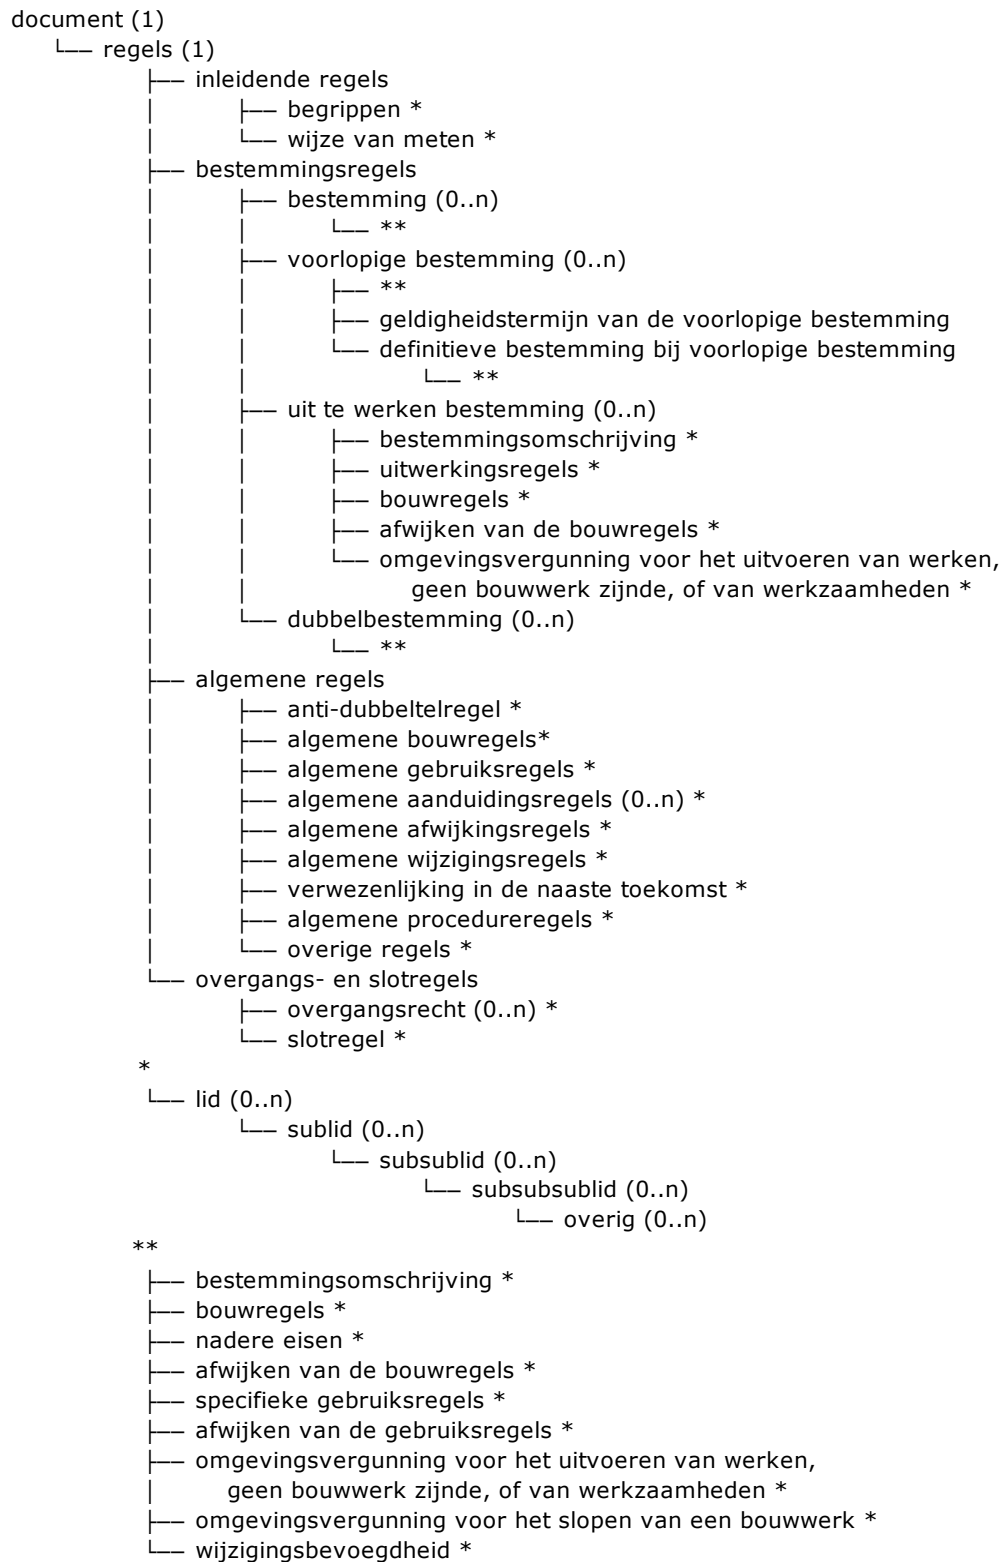 document (1)
└── regels (1)
├── inleidende regels
│ ├── begrippen *
│ └── wijze van meten *
├── bestemmingsregels
│ ├── bestemming (0..n)
│ │ └── **
│ ├── voorlopige bestemming (0..n)
│ │ ├── **
│ │ ├── geldigheidstermijn van de voorlopige bestemming
│ │ └── definitieve bestemming bij voorlopige bestemming
│ │ └── **
│ ├── uit te werken bestemming (0..n)
│ │ ├── bestemmingsomschrijving *
│ │ ├── uitwerkingsregels *
│ │ ├── bouwregels *
│ │ ├── afwijken van de bouwregels *
│ │ └── omgevingsvergunning voor het uitvoeren van werken,
│ │ geen bouwwerk zijnde, of van werkzaamheden *
│ └── dubbelbestemming (0..n)
│ └── **
├── algemene regels
│ ├── anti-dubbeltelregel *
│ ├── algemene bouwregels*
│ ├── algemene gebruiksregels *
│ ├── algemene aanduidingsregels (0..n) *
│ ├── algemene afwijkingsregels *
│ ├── algemene wijzigingsregels *
│ ├── verwezenlijking in de naaste toekomst *
│ ├── algemene procedureregels *
│ └── overige regels *
└── overgangs- en slotregels
├── overgangsrecht (0..n) *
└── slotregel *
*
└── lid (0..n)
└── sublid (0..n)
└── subsublid (0..n)
└── subsubsublid (0..n)
└── overig (0..n)
**
├── bestemmingsomschrijving *
├── bouwregels *
├── nadere eisen *
├── afwijken van de bouwregels *
├── specifieke gebruiksregels *
├── afwijken van de gebruiksregels *
├── omgevingsvergunning voor het uitvoeren van werken,
│ geen bouwwerk zijnde, of van werkzaamheden *
├── omgevingsvergunning voor het slopen van een bouwwerk *
└── wijzigingsbevoegdheid *